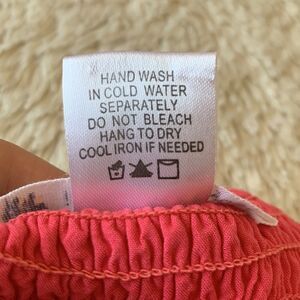 HAND WASH
IN COLD WATER
SEPARATELY
DO NOT BLEACH
HANG TO DRY
COOL IRON IF NEEDED